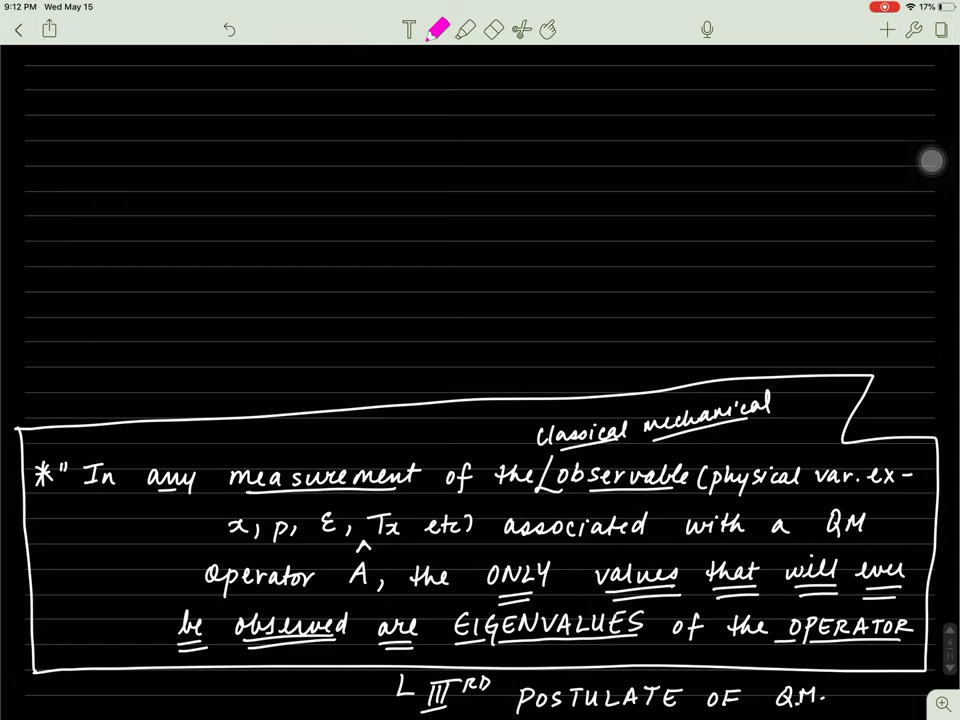 9:12 PM Wed May 15
17%
T
Classical mechanical
*" In any measurement of the observable (physical var. ex-
x, p, ε, Tx etc) associated with a QM
Operator Â, the ONLY values that will ever
be observed are EIGENVALUES of the OPERATOR
III RD POSTULATE OF Q.M.